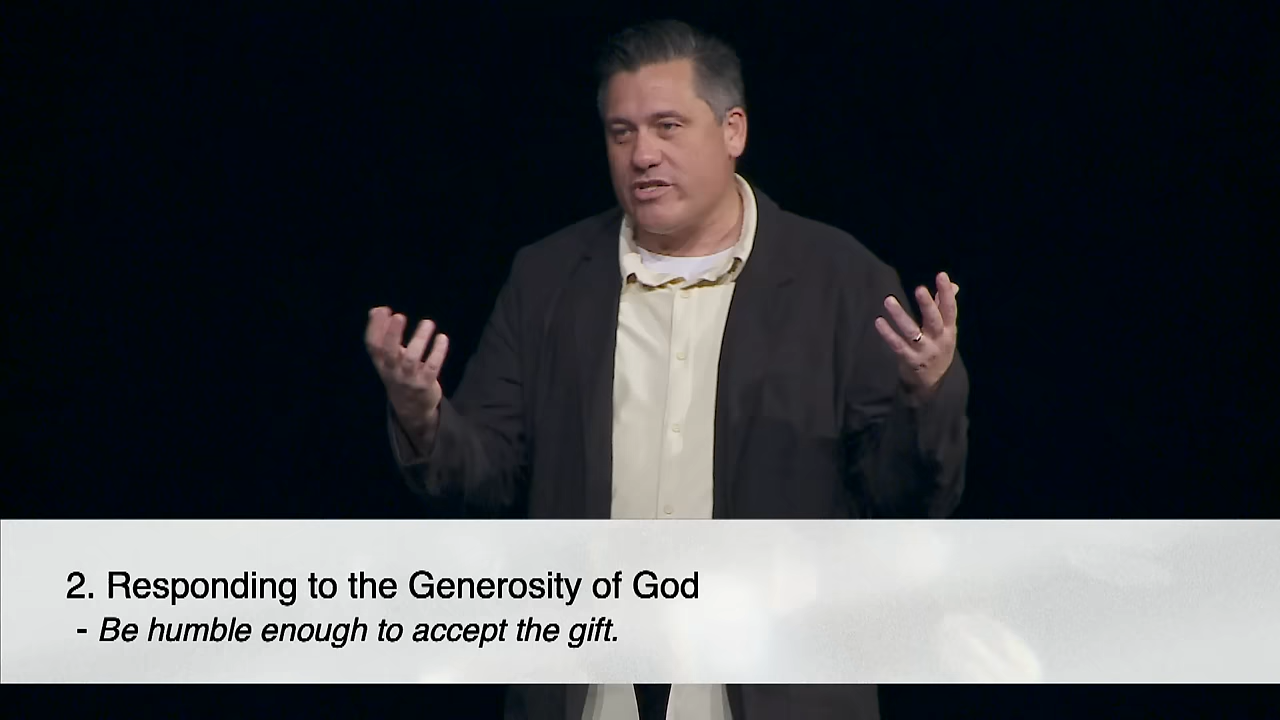 2. Responding to the Generosity of God
- Be humble enough to accept the gift.